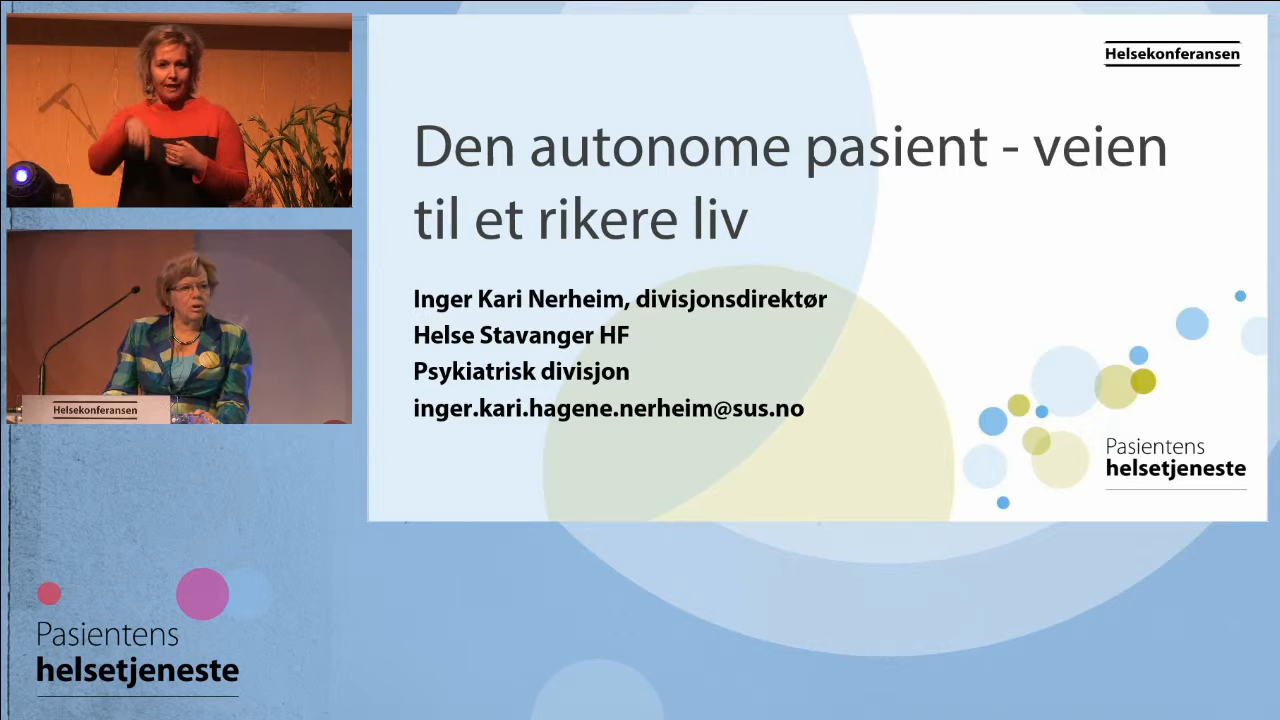 Helsekonferansen
Den autonome pasient - veien
til et rikere liv
Inger Kari Nerheim, divisjonsdirektør
Helse Stavanger HF
Psykiatrisk divisjon
inger.kari.hagene.nerheim@sus.no
Pasientens
helsetjeneste
Helsekonferansen
Pasientens
helsetjeneste